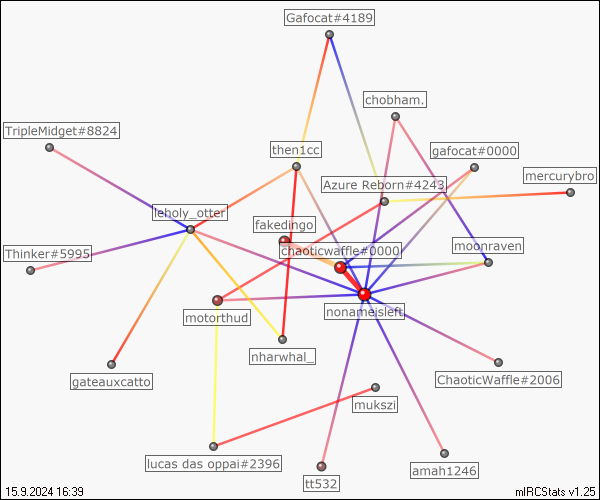 Gafocat#4189
chobham.
TripleMidget#8824
then1cc
gafocat#0000
mercurybro
Azure Reborn#4243
leholy_otter
fakedingo
chaoticwaffle#0000
moonraven
Thinker#5995
motorthud
nonameisleft
nharwhal_
gateauxcatto
ChaoticWaffle#2006
mukszi
lucas das oppai#2396
amah1246
tt532
15.9.2024 16:39
mIRCStats v1.25